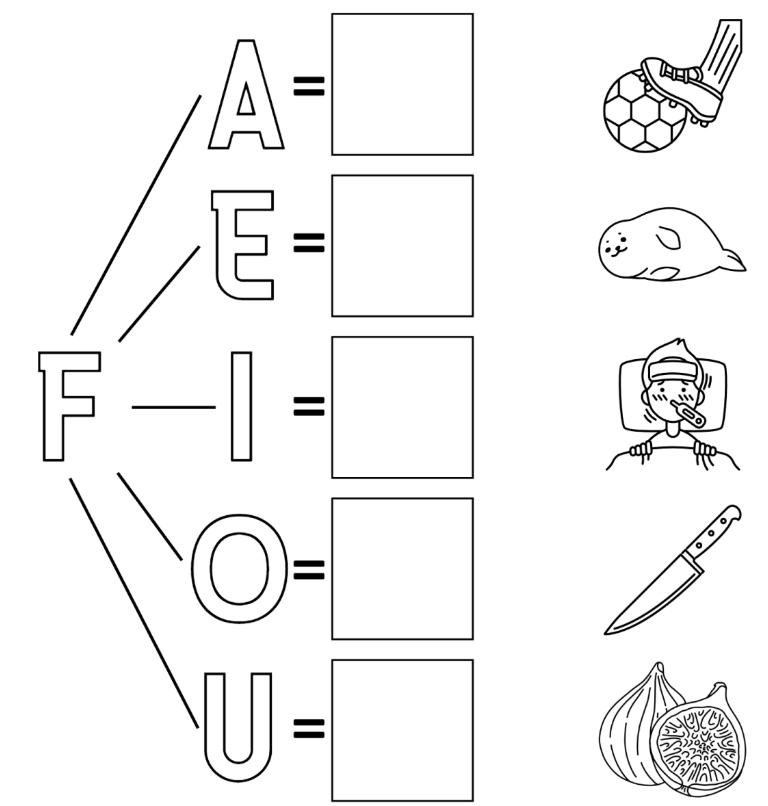 A =
E =
F I =
O =
U =